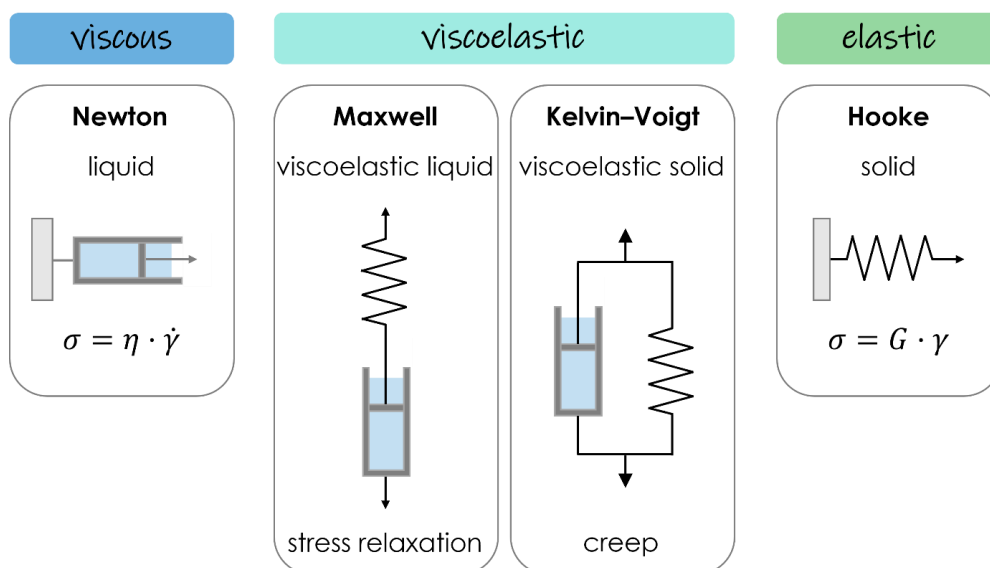 viscous
viscoelastic
elastic
Newton
liquid
σ = η · γ̇
Maxwell
viscoelastic liquid
stress relaxation
Kelvin–Voigt
viscoelastic solid
creep
Hooke
solid
σ = G · γ